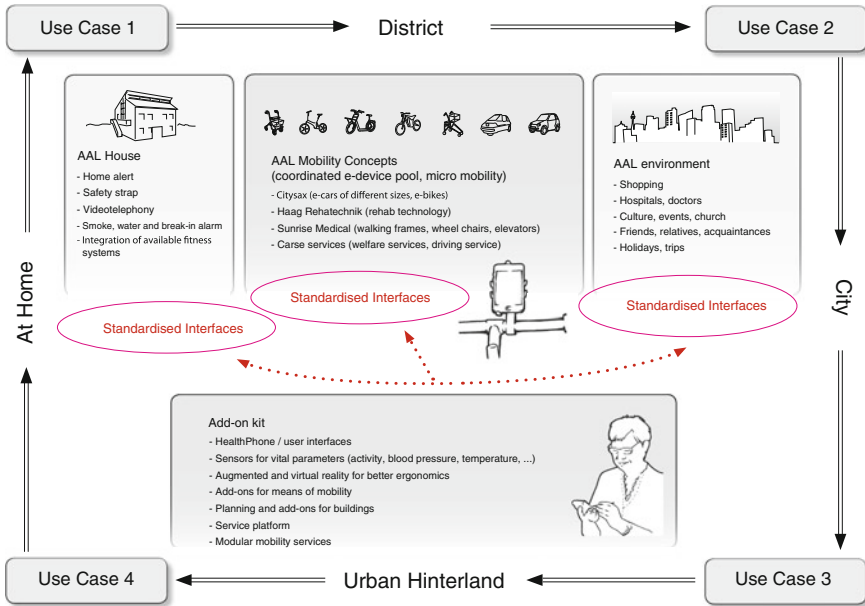 Use Case 1
District
Use Case 2
AAL House
- Home alert
- Safety strap
- Videotelephony
- Smoke, water and break-in alarm
- Integration of available fitness
systems
AAL Mobility Concepts
(coordinated e-device pool, micro mobility)
- Citysax (e-cars of different sizes, e-bikes)
- Haag Rehatechnik (rehab technology)
- Sunrise Medical (walking frames, wheel chairs, elevators)
- Carse services (welfare services, driving service)
AAL environment
- Shopping
- Hospitals, doctors
- Culture, events, church
- Friends, relatives, acquaintances
- Holidays, trips
At Home
City
Standardised Interfaces
Standardised Interfaces
Standardised Interfaces
Add-on kit
- HealthPhone / user interfaces
- Sensors for vital parameters (activity, blood pressure, temperature, ...)
- Augmented and virtual reality for better ergonomics
- Add-ons for means of mobility
- Planning and add-ons for buildings
- Service platform
- Modular mobility services
Use Case 4
Urban Hinterland
Use Case 3